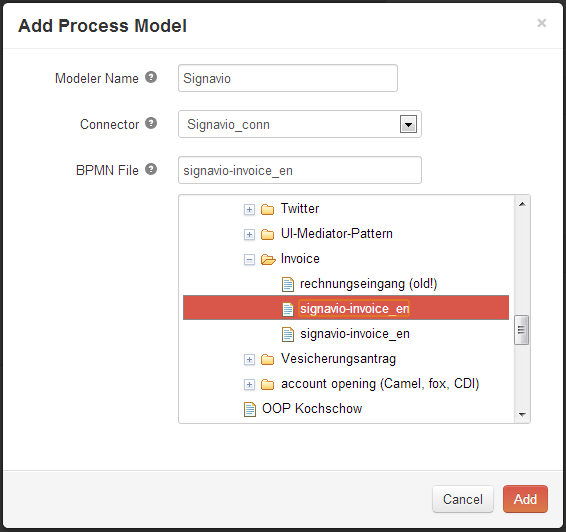 Add Process Model ×
Modeler Name ? Signavio
Connector ? Signavio_conn
BPMN File ? signavio-invoice_en
Twitter
UI-Mediator-Pattern
Invoice
rechnungseingang (old!)
signavio-invoice_en
signavio-invoice_en
Vesicherungsantrag
account opening (Camel, fox, CDI)
OOP Kochschow
Cancel Add